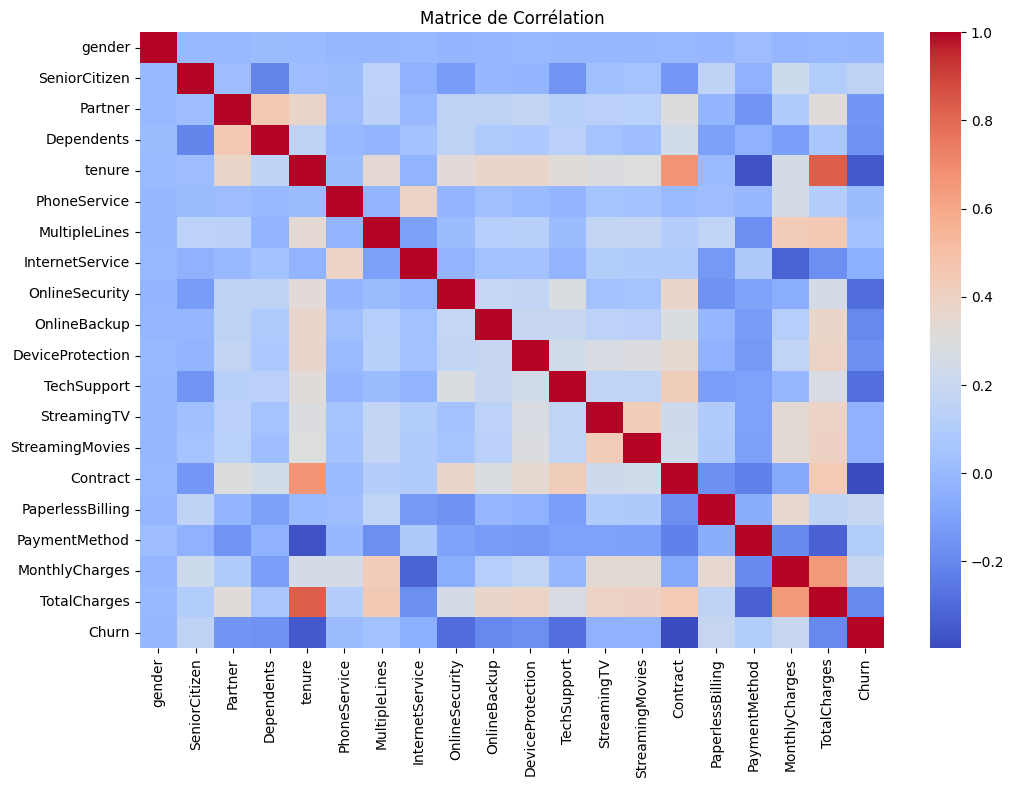 Matrice de Corrélation
gender
SeniorCitizen
Partner
Dependents
tenure
PhoneService
MultipleLines
InternetService
OnlineSecurity
OnlineBackup
DeviceProtection
TechSupport
StreamingTV
StreamingMovies
Contract
PaperlessBilling
PaymentMethod
MonthlyCharges
TotalCharges
Churn
gender
SeniorCitizen
Partner
Dependents
tenure
PhoneService
MultipleLines
InternetService
OnlineSecurity
OnlineBackup
DeviceProtection
TechSupport
StreamingTV
StreamingMovies
Contract
PaperlessBilling
PaymentMethod
MonthlyCharges
TotalCharges
Churn
1.0
0.8
0.6
0.4
0.2
0.0
−0.2